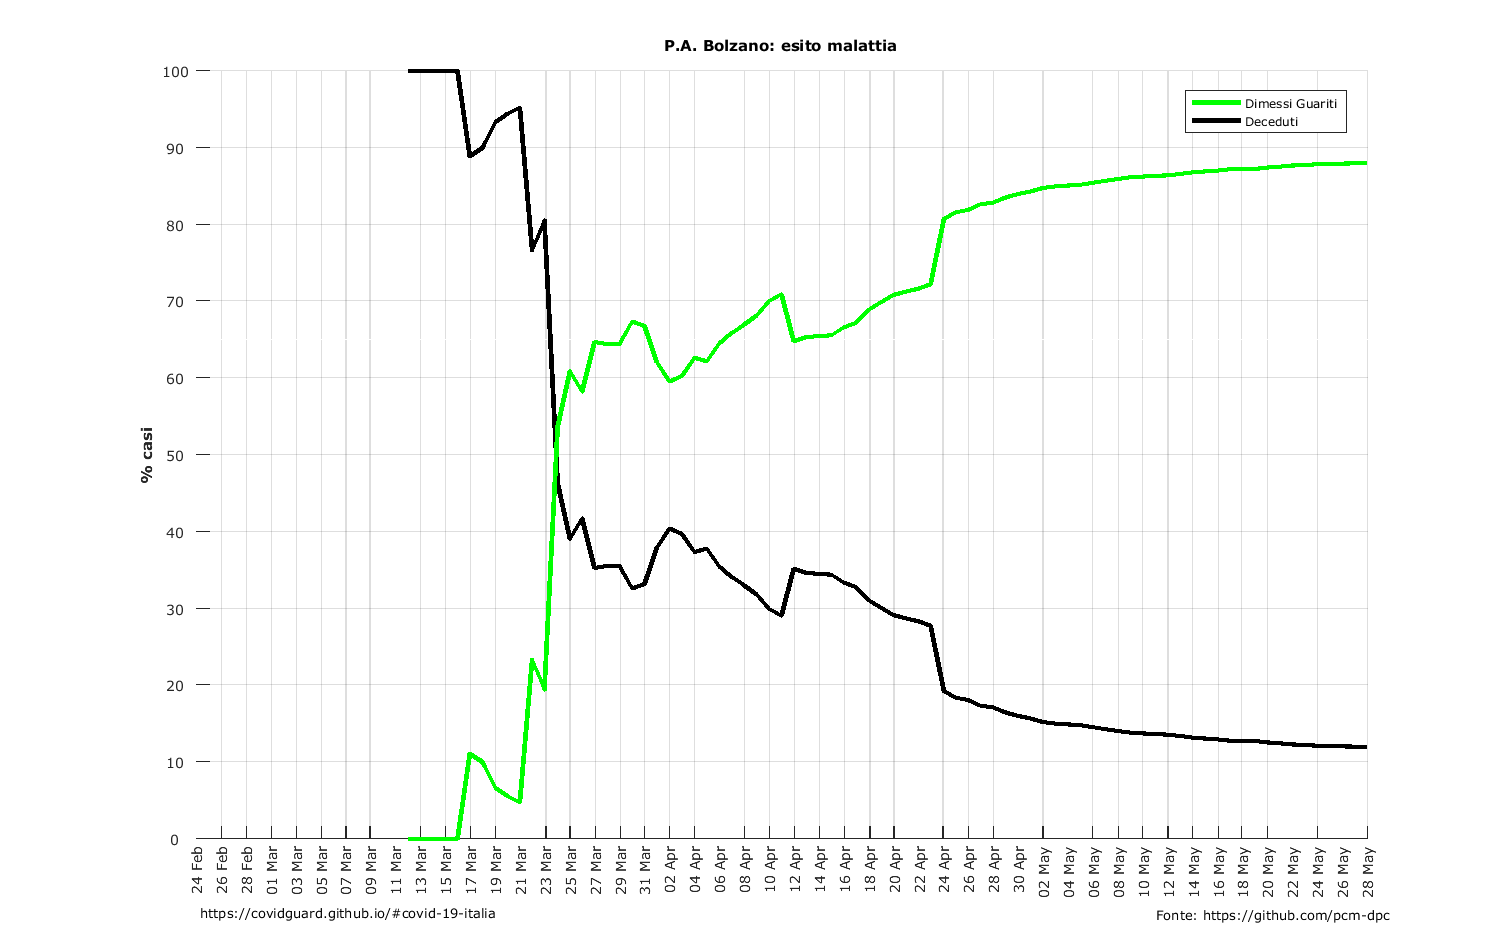 P.A. Bolzano: esito malattia
Dimessi Guariti
Deceduti
% casi
100
90
80
70
60
50
40
30
20
10
0
24 Feb
26 Feb
28 Feb
01 Mar
03 Mar
05 Mar
07 Mar
09 Mar
11 Mar
13 Mar
15 Mar
17 Mar
19 Mar
21 Mar
23 Mar
25 Mar
27 Mar
29 Mar
31 Mar
02 Apr
04 Apr
06 Apr
08 Apr
10 Apr
12 Apr
14 Apr
16 Apr
18 Apr
20 Apr
22 Apr
24 Apr
26 Apr
28 Apr
30 Apr
02 May
04 May
06 May
08 May
10 May
12 May
14 May
16 May
18 May
20 May
22 May
24 May
26 May
28 May
https://covidguard.github.io/#covid-19-italia
Fonte: https://github.com/pcm-dpc